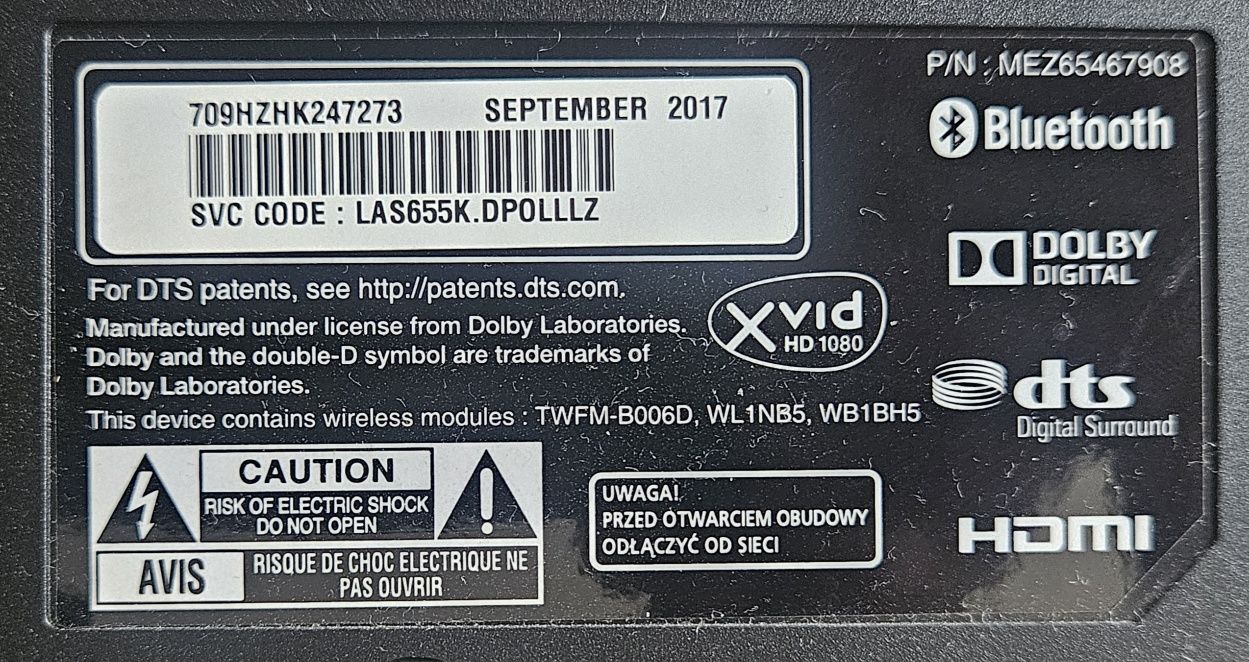 P/N : MEZ65467908
709HZHK247273 SEPTEMBER 2017
SVC CODE : LAS655K.DPOLLLZ
Bluetooth
DOLBY
DIGITAL
For DTS patents, see http://patents.dts.com.
Manufactured under license from Dolby Laboratories.
Dolby and the double-D symbol are trademarks of
Dolby Laboratories.
XVID
HD 1080
dts
Digital Surround
This device contains wireless modules : TWFM-B006D, WL1NB5, WB1BH5
CAUTION
RISK OF ELECTRIC SHOCK
DO NOT OPEN
AVIS
RISQUE DE CHOC ELECTRIQUE NE
PAS OUVRIR
UWAGA!
PRZED OTWARCIEM OBUDOWY
ODŁĄCZYĆ OD SIECI
HDMI